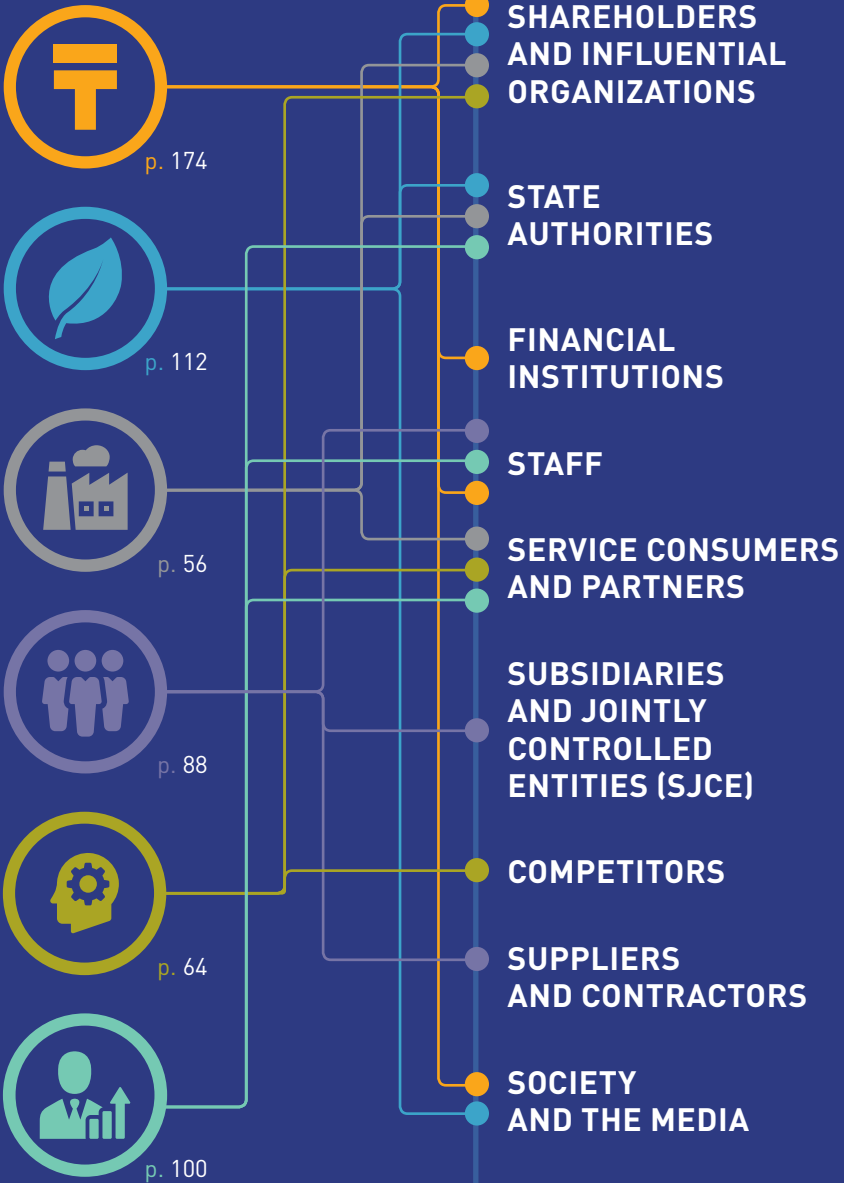 p. 174
p. 112
p. 56
p. 88
p. 64
p. 100
SHAREHOLDERS
AND INFLUENTIAL
ORGANIZATIONS
STATE
AUTHORITIES
FINANCIAL
INSTITUTIONS
STAFF
SERVICE CONSUMERS
AND PARTNERS
SUBSIDIARIES
AND JOINTLY
CONTROLLED
ENTITIES (SJCE)
COMPETITORS
SUPPLIERS
AND CONTRACTORS
SOCIETY
AND THE MEDIA